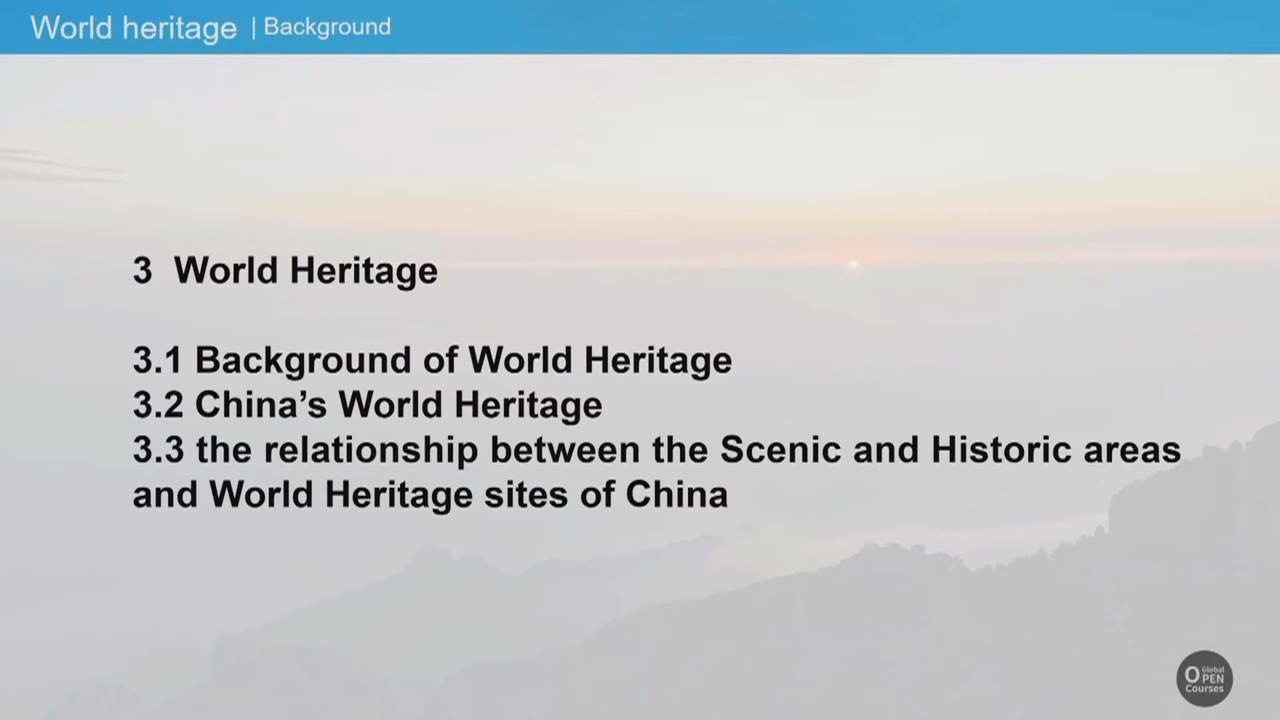 World heritage | Background
3 World Heritage
3.1 Background of World Heritage
3.2 China’s World Heritage
3.3 the relationship between the Scenic and Historic areas
and World Heritage sites of China
Global
OPEN
Courses